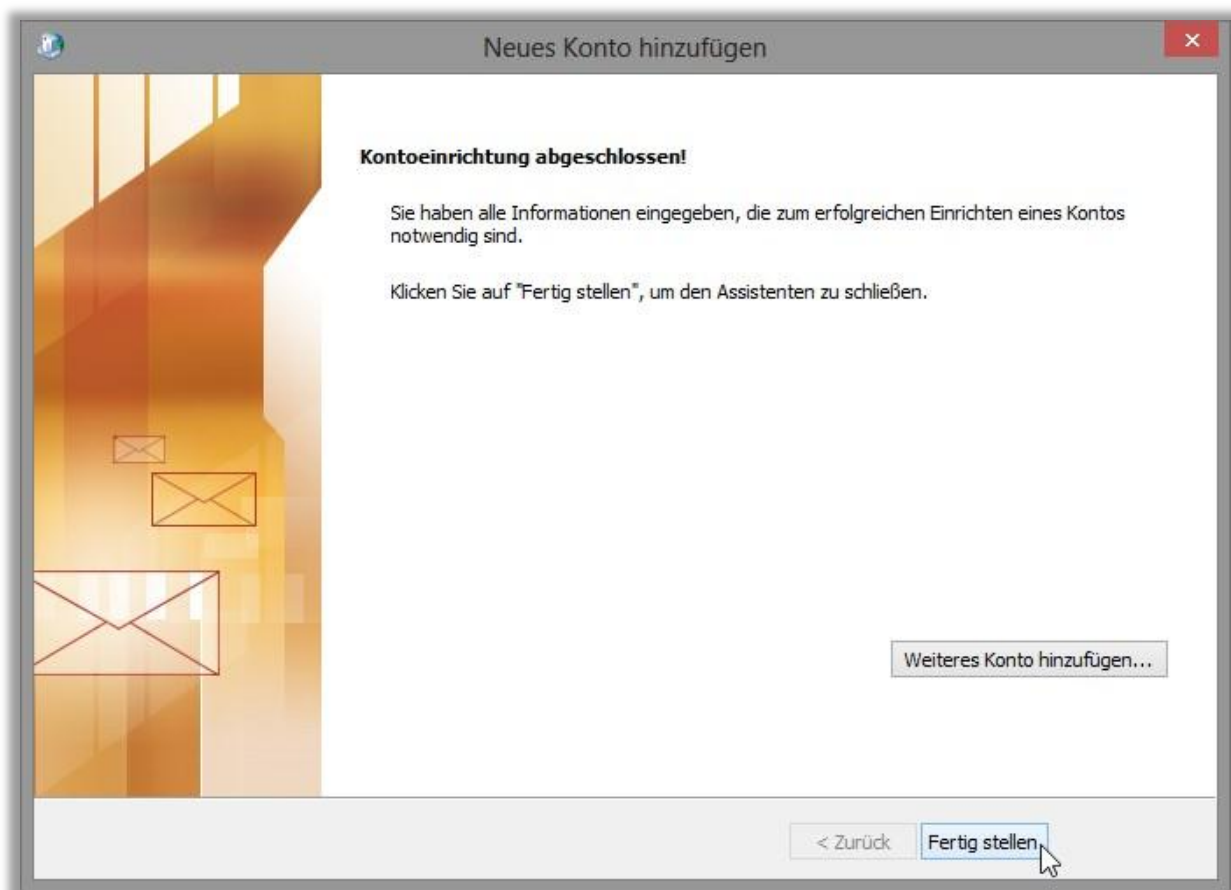 Neues Konto hinzufügen
Kontoeinrichtung abgeschlossen!
Sie haben alle Informationen eingegeben, die zum erfolgreichen Einrichten eines Kontos
notwendig sind.
Klicken Sie auf "Fertig stellen", um den Assistenten zu schließen.
Weiteres Konto hinzufügen...
< Zurück
Fertig stellen